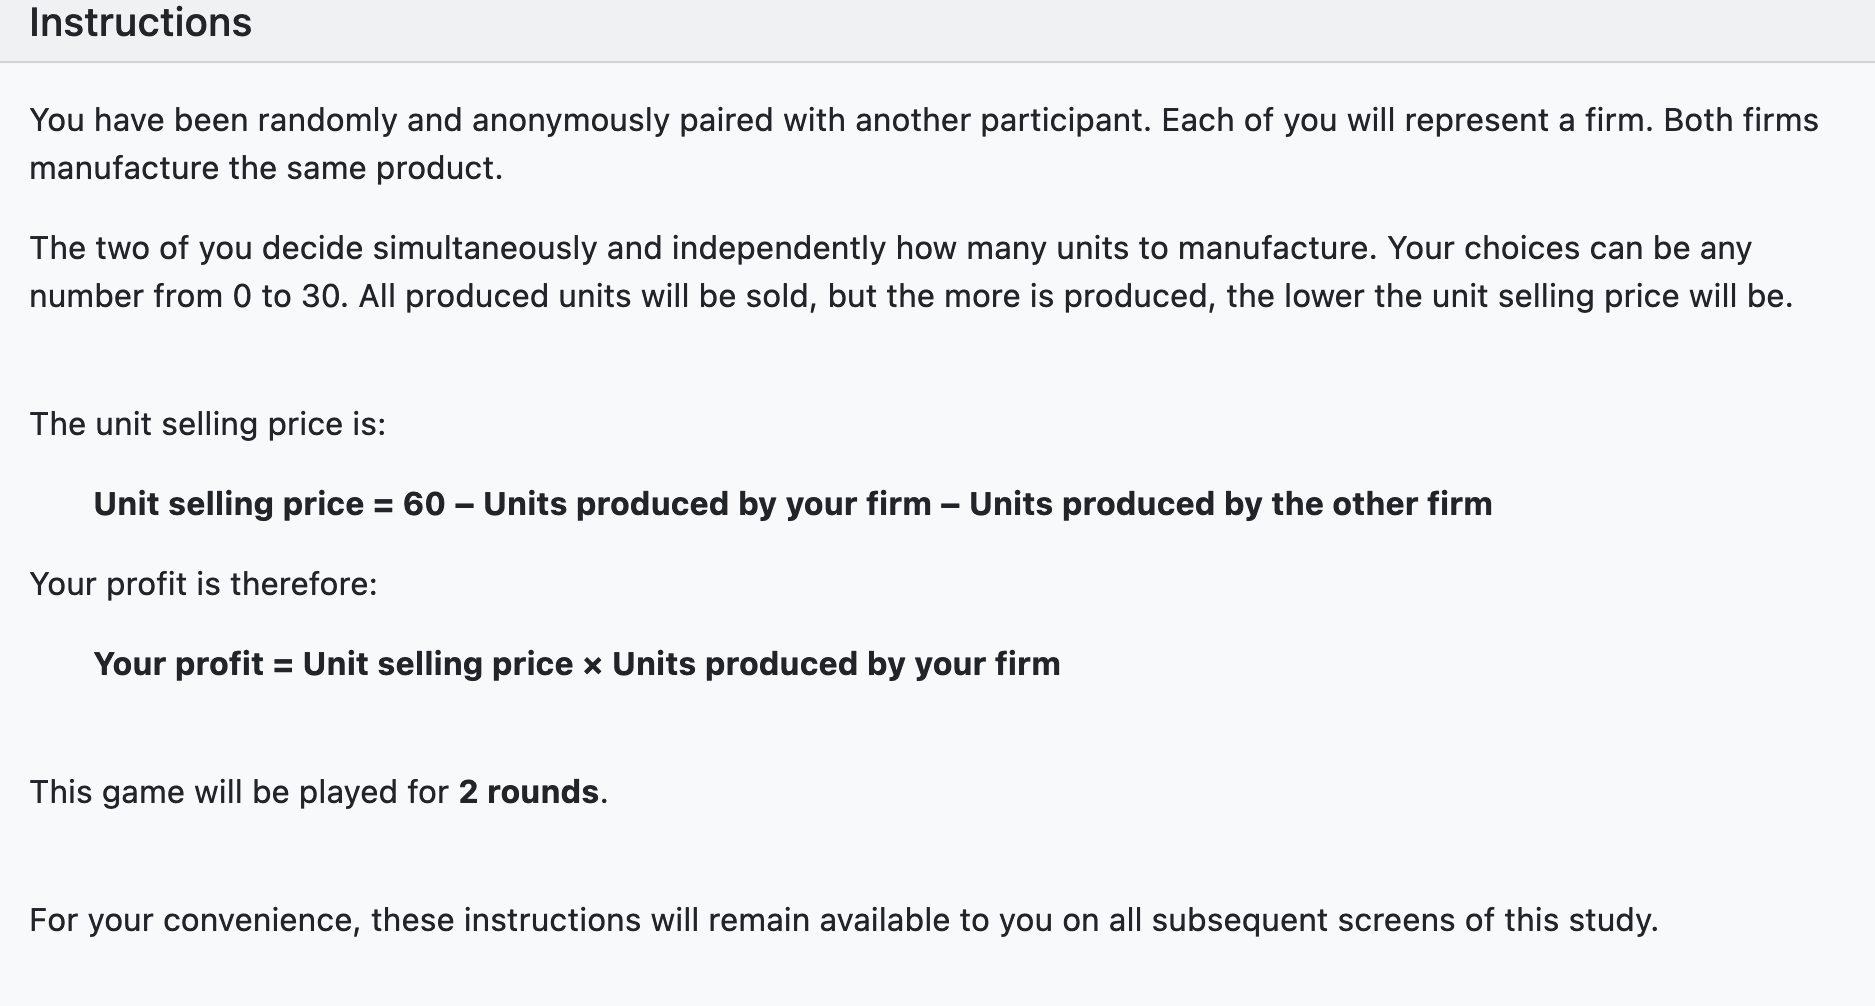 Instructions
You have been randomly and anonymously paired with another participant. Each of you will represent a firm. Both firms
manufacture the same product.
The two of you decide simultaneously and independently how many units to manufacture. Your choices can be any
number from 0 to 30. All produced units will be sold, but the more is produced, the lower the unit selling price will be.
The unit selling price is:
Unit selling price = 60 – Units produced by your firm – Units produced by the other firm
Your profit is therefore:
Your profit = Unit selling price × Units produced by your firm
This game will be played for 2 rounds.
For your convenience, these instructions will remain available to you on all subsequent screens of this study.